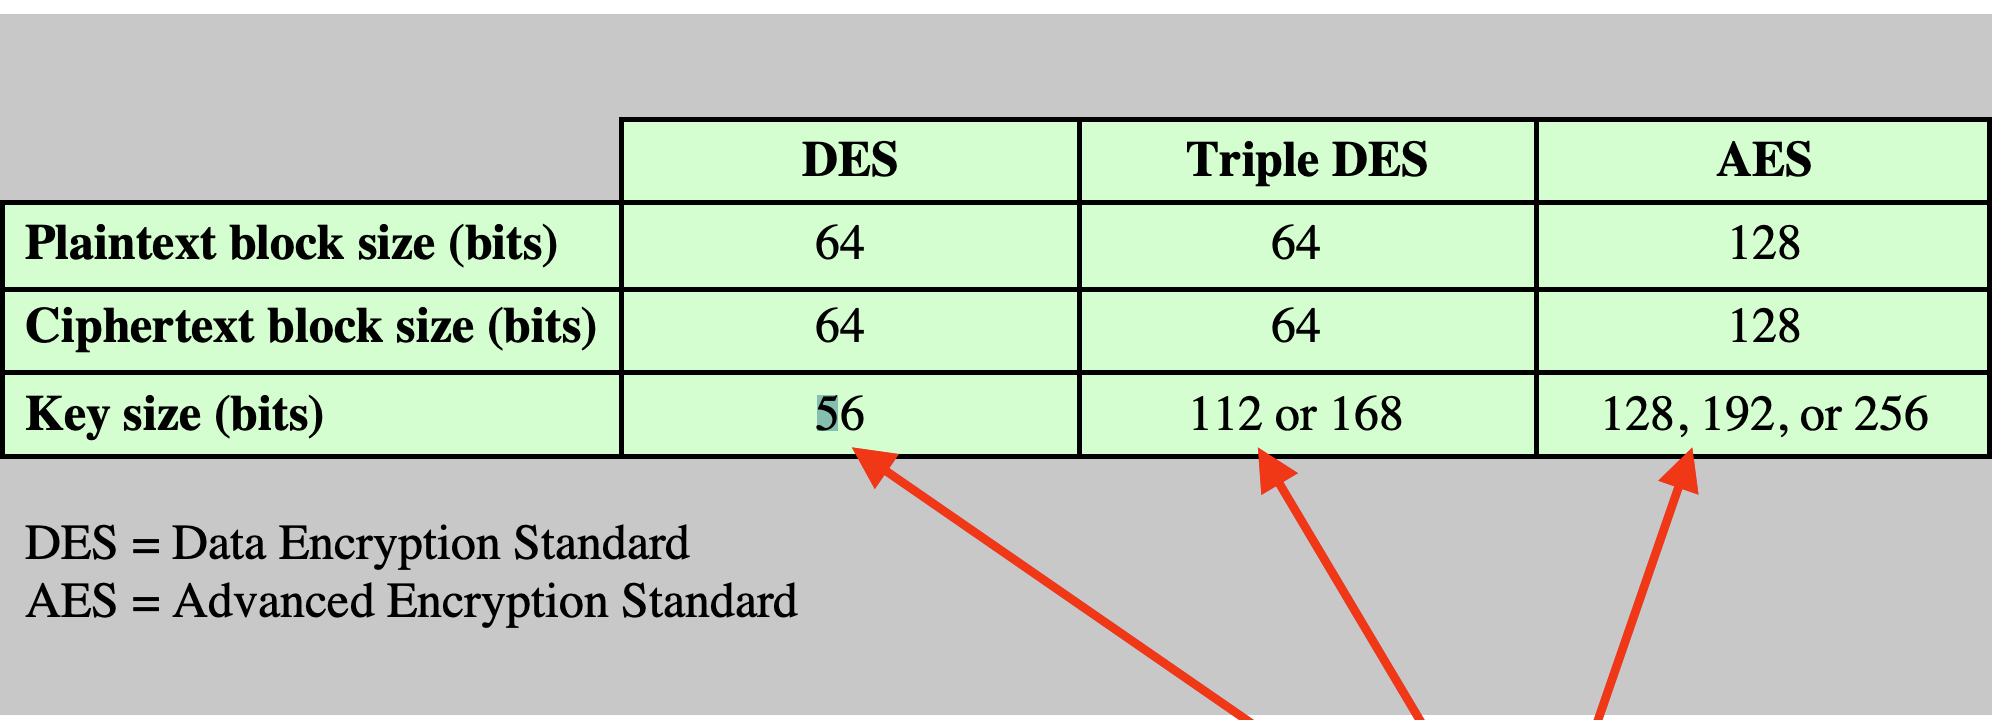 DES Triple DES AES
Plaintext block size (bits) 64 64 128
Ciphertext block size (bits) 64 64 128
Key size (bits) 56 112 or 168 128, 192, or 256
DES = Data Encryption Standard
AES = Advanced Encryption Standard